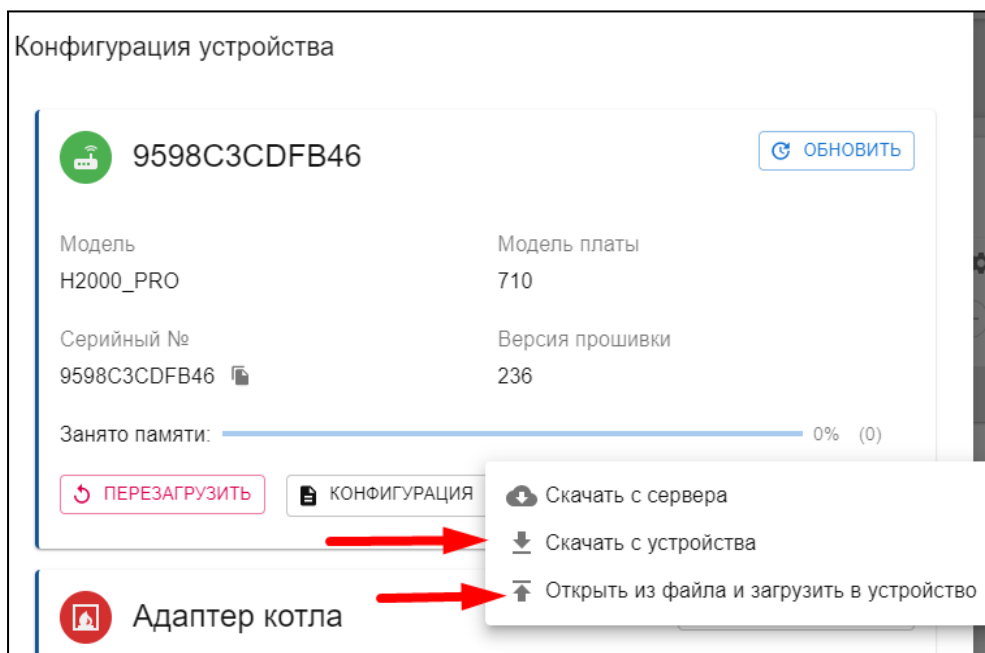 Конфигурация устройства
9598C3CDFB46
ОБНОВИТЬ
Модель
Модель платы
H2000_PRO
710
Серийный №
Версия прошивки
9598C3CDFB46
236
Занято памяти:
0% (0)
ПЕРЕЗАГРУЗИТЬ
КОНФИГУРАЦИЯ
Скачать с сервера
Скачать с устройства
Открыть из файла и загрузить в устройство
Адаптер котла